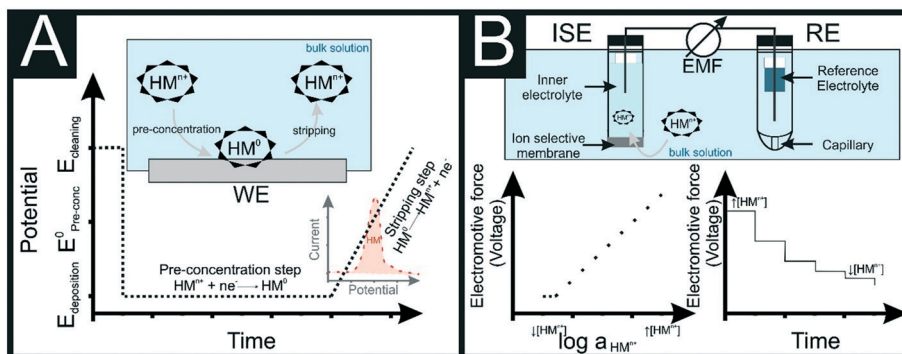 A
bulk solution
HMn+
HMn+
pre-concentration
stripping
HM0
WE
Potential
Ecleaning
E0Pre-conc
Edeposition
Pre-concentration step
HMn+ + ne- → HM0
Stripping step
HM0 → HMn+ + ne-
Current
HM
Potential
Time
B
ISE
EMF
RE
Inner
electrolyte
Reference
Electrolyte
HMn+
HMn+
Ion selective
membrane
bulk solution
Capillary
Electromotive force
(Voltage)
↓[HMn+]
↑[HMn+]
log aHMn+
Electromotive force
(Voltage)
↑[HMn+]
↓[HMn+]
Time